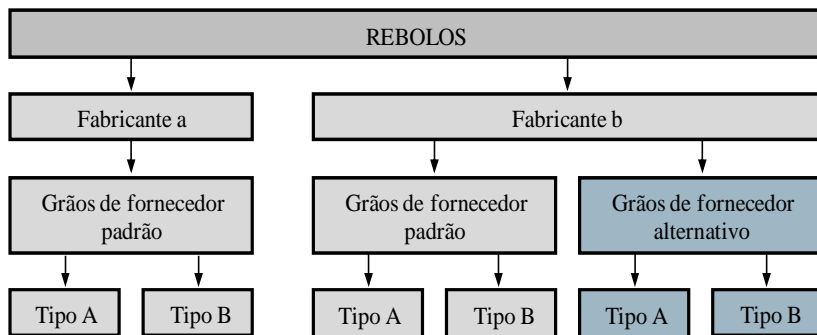 REBOLOS
Fabricante a
Fabricante b
Grãos de fornecedor
padrão
Grãos de fornecedor
padrão
Grãos de fornecedor
alternativo
Tipo A
Tipo B
Tipo A
Tipo B
Tipo A
Tipo B